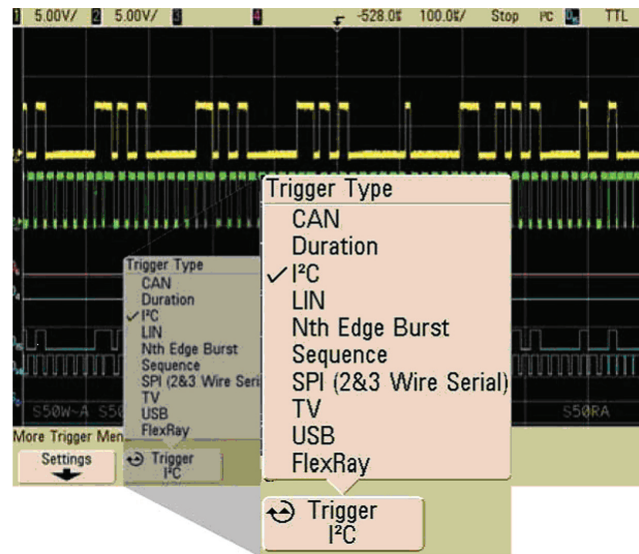 1 5.00V/ 2 5.00V/ 3 4 -528.0% 100.0%/ Stop I²C TTL
Trigger Type
CAN
Duration
✓ I²C
LIN
Nth Edge Burst
Sequence
SPI (2&3 Wire Seri
TV
USB
FlexRay
Trigger Type
CAN
Duration
✓ I²C
LIN
Nth Edge Burst
Sequence
SPI (2&3 Wire Serial)
TV
USB
FlexRay
S50W~A S50
S50RA
More Trigger Men
Settings
Trigger
I²C
Trigger
I²C